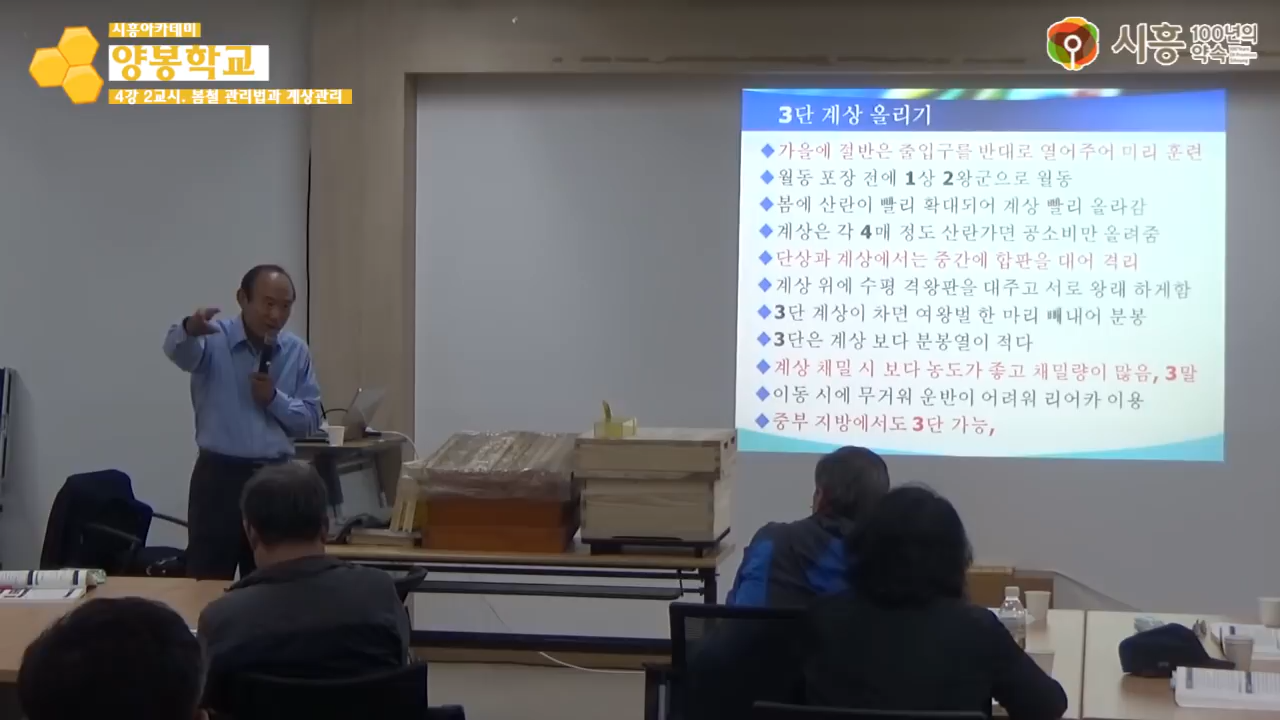 시흥아카데미
양봉학교
4강 2교시. 봄철 관리법과 계상관리
시흥 100년의 약속
3단 계상 올리기
◆가을에 절반은 줄입구를 반대로 열어주어 미리 훈련
◆월동 포장 전에 1상 2왕군으로 월동
◆봄에 산란이 빨리 확대되어 계상 빨리 올라감
◆계상은 각 4매 정도 산란가면 공소비만 올려줌
◆단상과 계상에서는 중간에 합판을 대어 격리
◆계상 위에 수평 격왕판을 대주고 서로 왕래 하게함
◆3단 계상이 차면 여왕벌 한 마리 빼내어 분봉
◆3단은 계상 보다 분봉열이 적다
◆계상 채밀 시 보다 농도가 좋고 채밀량이 많음, 3말
◆이동 시에 무거워 운반이 어려워 리어카 이용
◆중부 지방에서도 3단 가능,